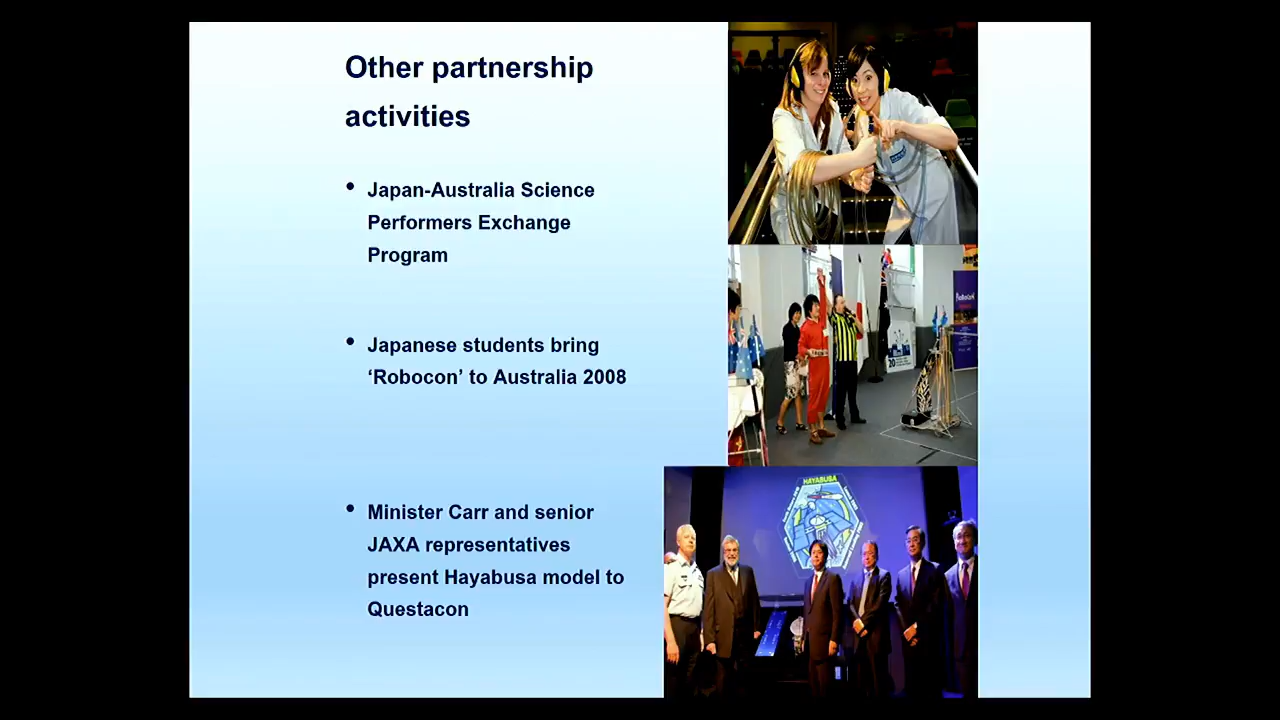 Other partnership
activities
• Japan-Australia Science
Performers Exchange
Program
• Japanese students bring
‘Robocon’ to Australia 2008
• Minister Carr and senior
JAXA representatives
present Hayabusa model to
Questacon
HAYABUSA